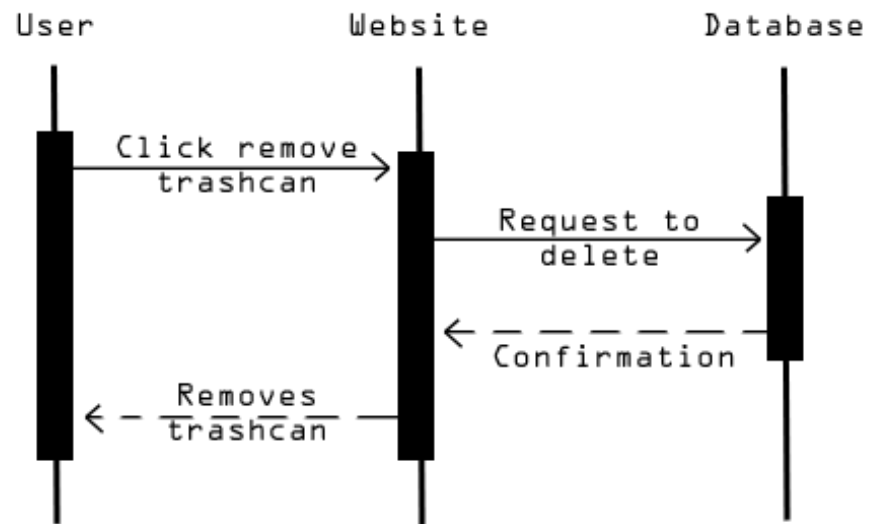 User
Website
Database
Click remove
trashcan
Request to
delete
Confirmation
Removes
trashcan